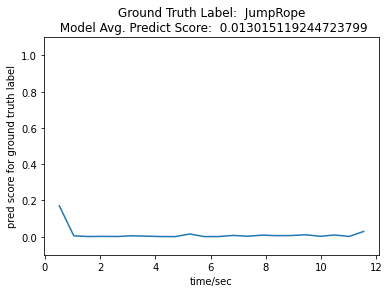 Ground Truth Label:  JumpRope
Model Avg. Predict Score:  0.013015119244723799
pred score for ground truth label
1.0
0.8
0.6
0.4
0.2
0.0
0 2 4 6 8 10 12
time/sec